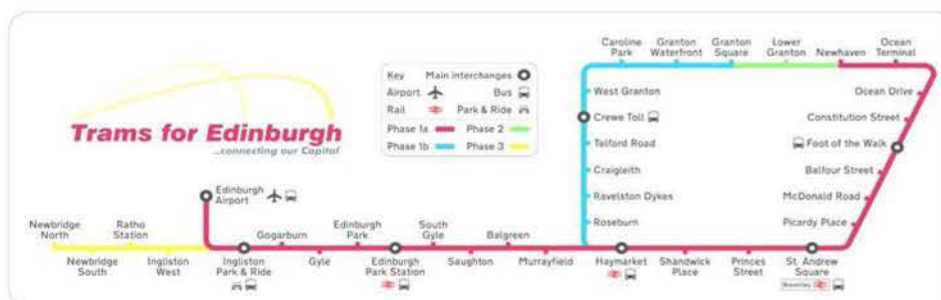 Trams for Edinburgh
...connecting our Capital
Key Main interchanges
Airport Bus
Rail Park & Ride
Phase 1a Phase 2
Phase 1b Phase 3
Caroline Park
Granton Waterfront
Granton Square
Lower Granton
Newhaven
Ocean Terminal
West Granton
Crewe Toll
Telford Road
Craigleith
Ravelston Dykes
Roseburn
Ocean Drive
Constitution Street
Foot of the Walk
Balfour Street
McDonald Road
Picardy Place
Edinburgh
Airport
Newbridge
North
Ratho
Station
Gogarburn
Edinburgh
Park
South
Gyle
Balgreen
Newbridge
South
Ingliston
West
Ingliston
Park & Ride
Gyle
Edinburgh
Park Station
Saughton
Murrayfield
Haymarket
Shandwick
Place
Princes
Street
St. Andrew
Square
Waverley